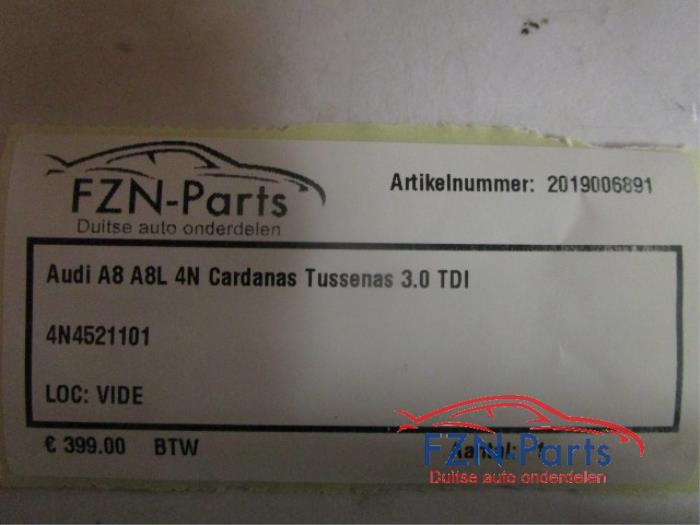 FZN-Parts
Duitse auto onderdelen
Artikelnummer: 2019006891
Audi A8 A8L 4N Cardanas Tussenas 3.0 TDI
4N4521101
LOC: VIDE
€ 399.00 BTW
Aantal:
FZN-Parts
Duitse auto onderdelen